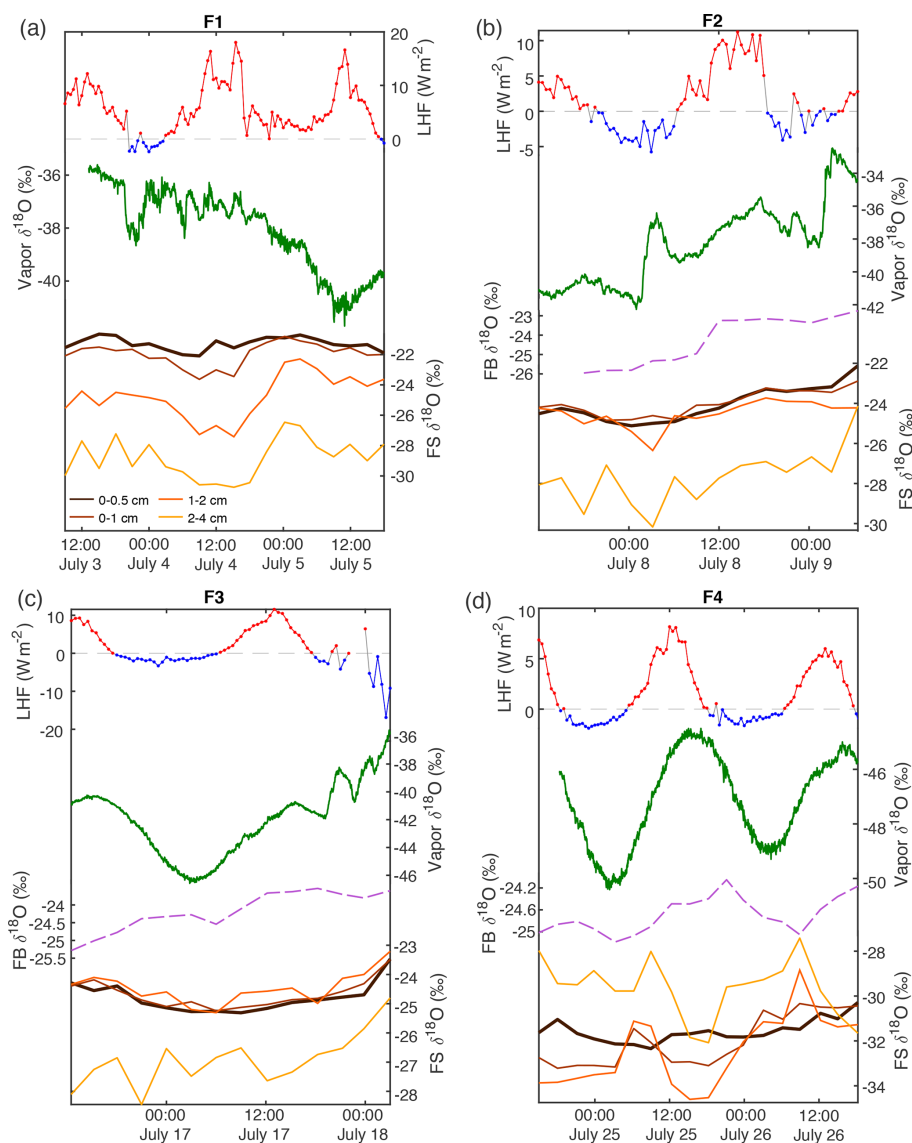 (a)
F1
20
10
0
LHF (W m-2)
-36
-38
-40
Vapor δ18O (‰)
-22
-24
-26
-28
-30
FS δ18O (‰)
0-0.5 cm
1-2 cm
0-1 cm
2-4 cm
12:00 00:00 12:00 00:00 12:00
July 3 July 4 July 4 July 5 July 5
(b)
F2
10
5
0
-5
LHF (W m-2)
-34
-36
-38
-40
-42
Vapor δ18O (‰)
-23
-24
-25
-26
FB δ18O (‰)
-22
-24
-26
-28
-30
FS δ18O (‰)
00:00 12:00 00:00
July 8 July 8 July 9
(c)
F3
10
0
-10
-20
LHF (W m-2)
-36
-38
-40
-42
-44
-46
Vapor δ18O (‰)
-24
-24.5
-25
-25.5
FB δ18O (‰)
-23
-24
-25
-26
-27
-28
FS δ18O (‰)
00:00 12:00 00:00
July 17 July 17 July 18
(d)
F4
10
5
0
LHF (W m-2)
-46
-48
-50
Vapor δ18O (‰)
-24.2
-24.6
-25
FB δ18O (‰)
-28
-30
-32
-34
FS δ18O (‰)
00:00 12:00 00:00 12:00
July 25 July 25 July 26 July 26